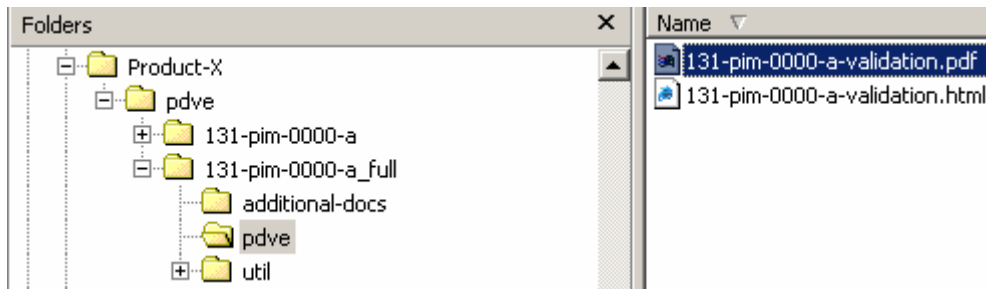 Folders
Product-X
pdve
131-pim-0000-a
131-pim-0000-a_full
additional-docs
pdve
util
Name
131-pim-0000-a-validation.pdf
131-pim-0000-a-validation.html